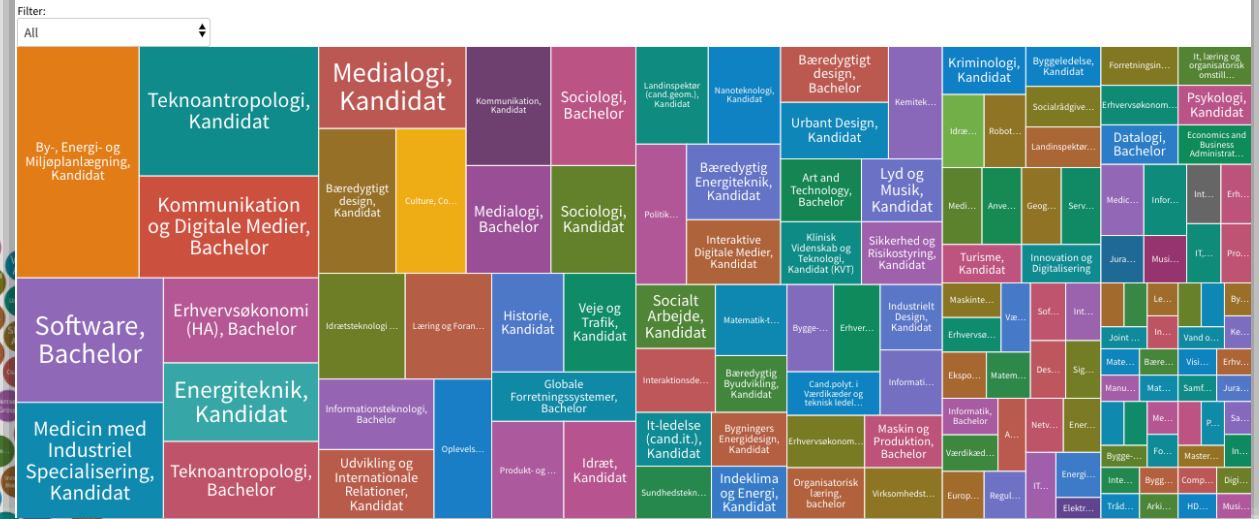 Filter:
All
By-, Energi- og
Miljøplanlægning,
Kandidat
Teknoantropologi,
Kandidat
Kommunikation
og Digitale Medier,
Bachelor
Software,
Bachelor
Medicin med
Industriel
Specialisering,
Kandidat
Erhvervsøkonomi
(HA), Bachelor
Energiteknik,
Kandidat
Teknoantropologi,
Bachelor
Medialogi,
Kandidat
Bæredygtigt
design,
Kandidat
Culture, Co...
Kommunikation,
Kandidat
Sociologi,
Bachelor
Medialogi,
Bachelor
Sociologi,
Kandidat
Idrætsteknologi ...
Læring og Foran...
Historie,
Kandidat
Veje og
Trafik,
Kandidat
Globale
Forretningssystemer,
Bachelor
Informationsteknologi,
Bachelor
Udvikling og
Internationale
Relationer,
Kandidat
Oplevels...
Produkt- og ...
Idræt,
Kandidat
Landinspektør
(cand.geom.),
Kandidat
Nanoteknologi,
Kandidat
Politik...
Bæredygtig
Energiteknik,
Kandidat
Interaktive
Digitale Medier,
Kandidat
Bæredygtigt
design,
Bachelor
Urbant Design,
Kandidat
Kemitek...
Art and
Technology,
Bachelor
Lyd og
Musik,
Kandidat
Klinisk
Videnskab og
Teknologi,
Kandidat (KVT)
Sikkerhed og
Risikostyring,
Kandidat
Socialt
Arbejde,
Kandidat
Matematik-t...
Interaktionsde...
Bæredygtig
Byudvikling,
Kandidat
It-ledelse
(cand.it.),
Kandidat
Bygningers
Energidesign,
Kandidat
Sundhedstekn...
Indeklima
og Energi,
Kandidat
Bygge-...
Erhver...
Industrielt
Design,
Kandidat
Cand.polyt. i
Værdikæder og
teknisk ledel...
Informati...
Erhvervsøkonom...
Maskin og
Produktion,
Bachelor
Organisatorisk
læring,
bachelor
Virksomhedst...
Kriminologi,
Kandidat
Byggeledelse,
Kandidat
Idræ...
Robot...
Socialrådgive...
Landinspektør...
Medi...
Anve...
Geog...
Serv...
Turisme,
Kandidat
Innovation og
Digitalisering
Forretningsin...
It, læring og
organisatorisk
omstill...
Erhvervsøkonom...
Psykologi,
Kandidat
Datalogi,
Bachelor
Economics and
Business
Administrat...
Medic...
Infor...
Int...
Erh...
Jura...
Musi...
IT,...
Pro...
Maskinte...
Væ...
Sof...
Int...
Erhvervsø...
Ekspo...
Matem...
Des...
Sig...
Informatik,
Bachelor
A...
Netv...
Ener...
Værdikæd...
Europ...
Regul...
IT...
Energi...
Elektr...
Le...
By...
Joint ...
In...
Vand o...
Ke...
Mate...
Bære...
Visi...
Erhv...
Manu...
Mat...
Samf...
Jura...
Me...
P...
Sa...
Bygge-...
Fo...
Master...
In...
Inte...
Bygg...
Comp...
Digi...
Tråd...
Arki...
HD...
Musi...